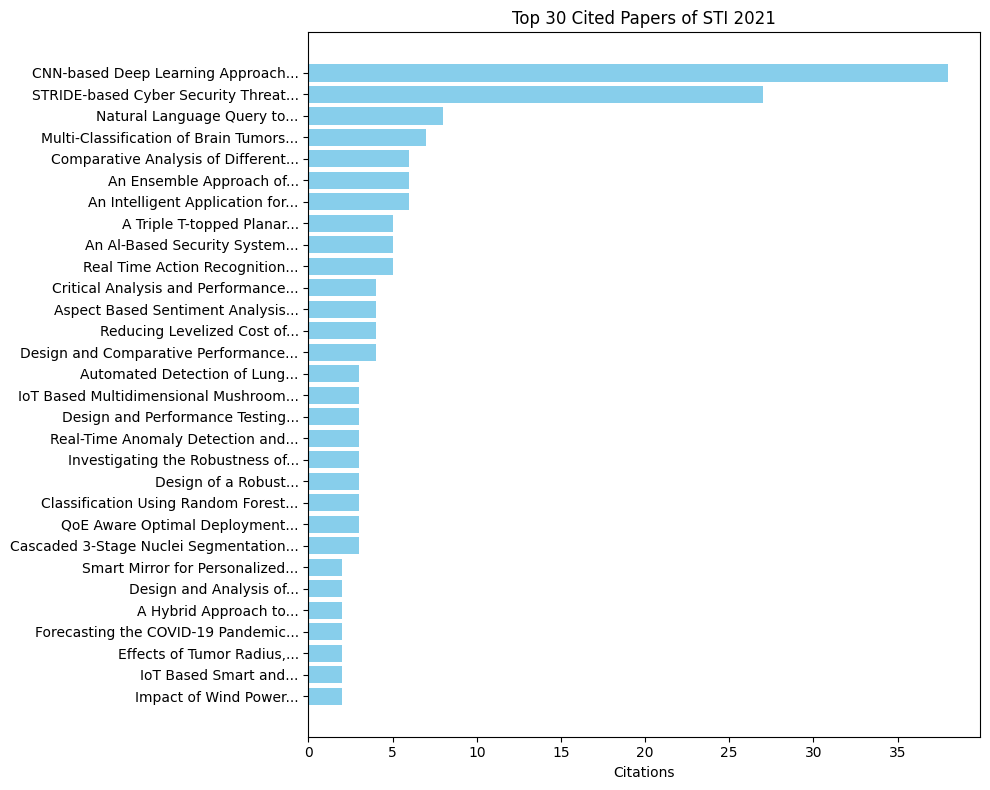 Top 30 Cited Papers of STI 2021
CNN-based Deep Learning Approach...
STRIDE-based Cyber Security Threat...
Natural Language Query to...
Multi-Classification of Brain Tumors...
Comparative Analysis of Different...
An Ensemble Approach of...
An Intelligent Application for...
A Triple T-topped Planar...
An Al-Based Security System...
Real Time Action Recognition...
Critical Analysis and Performance...
Aspect Based Sentiment Analysis...
Reducing Levelized Cost of...
Design and Comparative Performance...
Automated Detection of Lung...
IoT Based Multidimensional Mushroom...
Design and Performance Testing...
Real-Time Anomaly Detection and...
Investigating the Robustness of...
Design of a Robust...
Classification Using Random Forest...
QoE Aware Optimal Deployment...
Cascaded 3-Stage Nuclei Segmentation...
Smart Mirror for Personalized...
Design and Analysis of...
A Hybrid Approach to...
Forecasting the COVID-19 Pandemic...
Effects of Tumor Radius,...
IoT Based Smart and...
Impact of Wind Power...
0 5 10 15 20 25 30 35
Citations